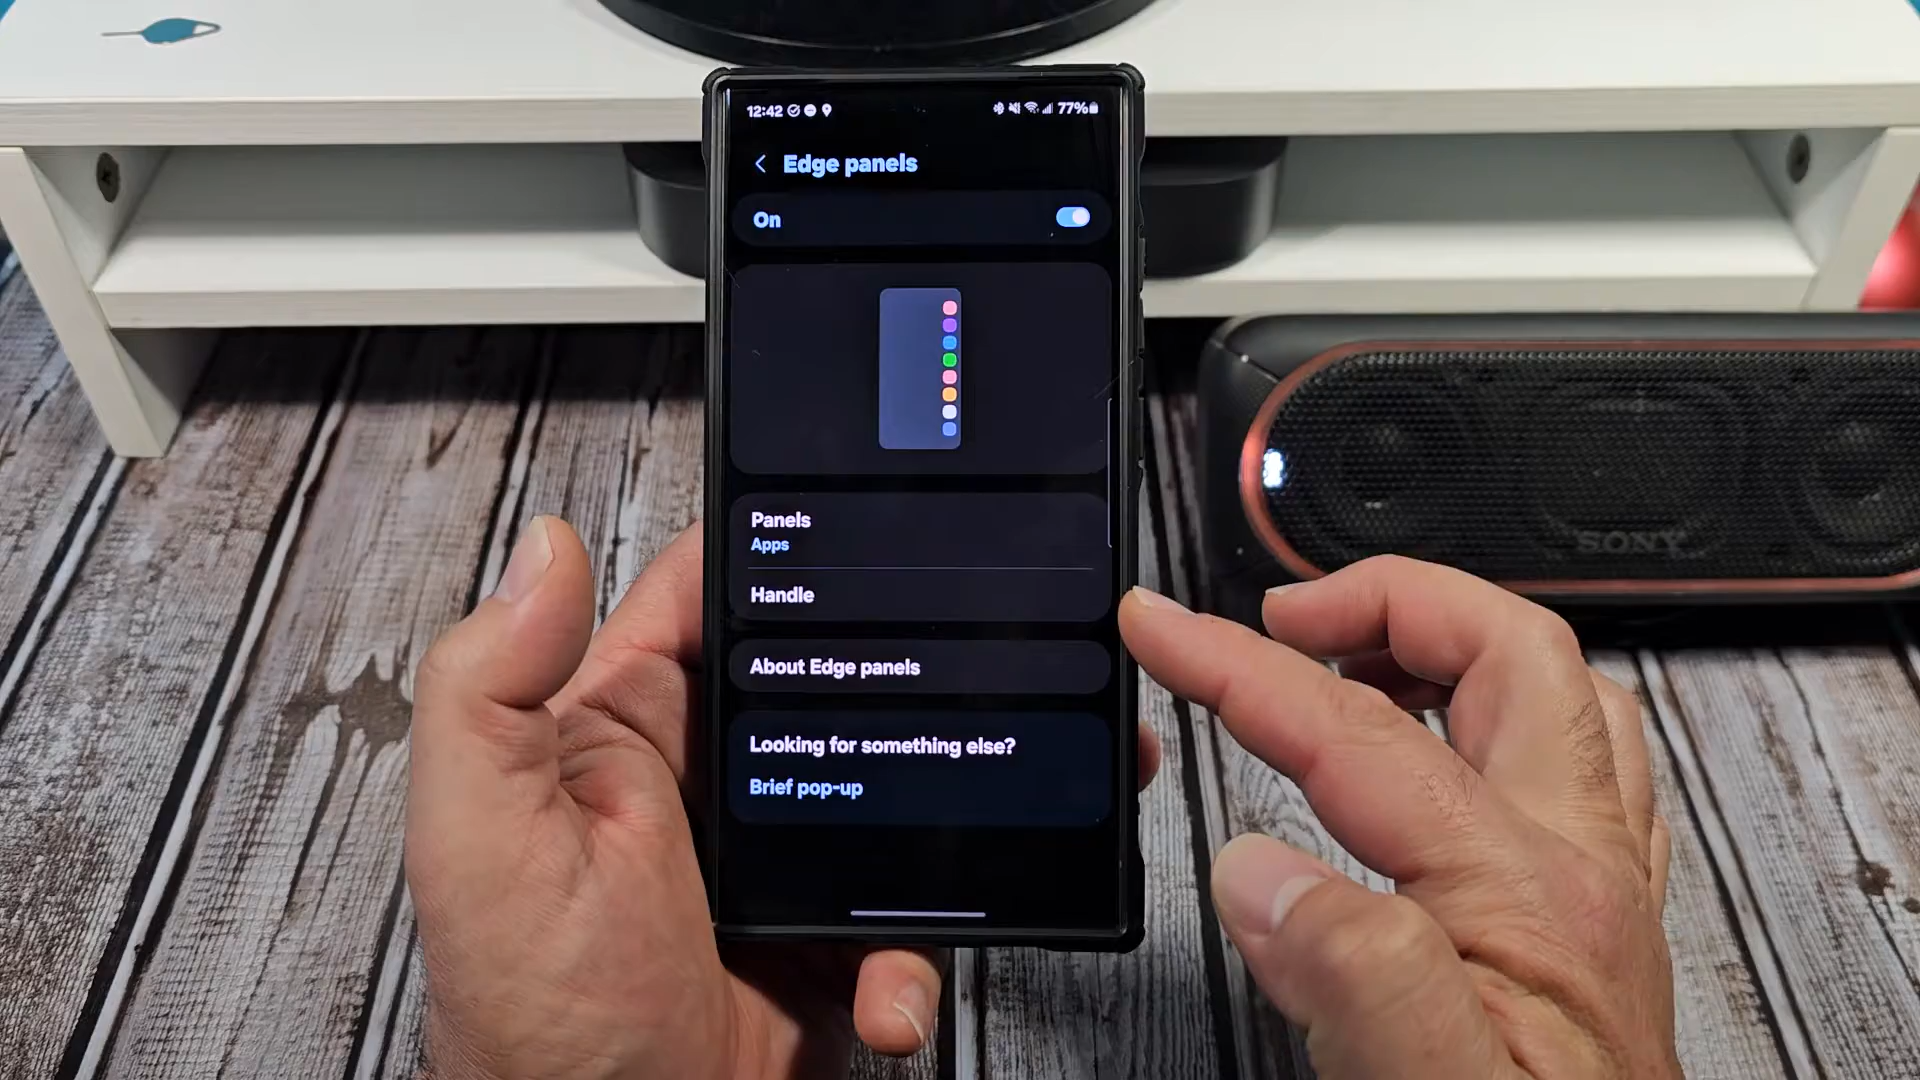 12:42
77%
Edge panels
On
Panels
Apps
Handle
About Edge panels
Looking for something else?
Brief pop-up
SONY